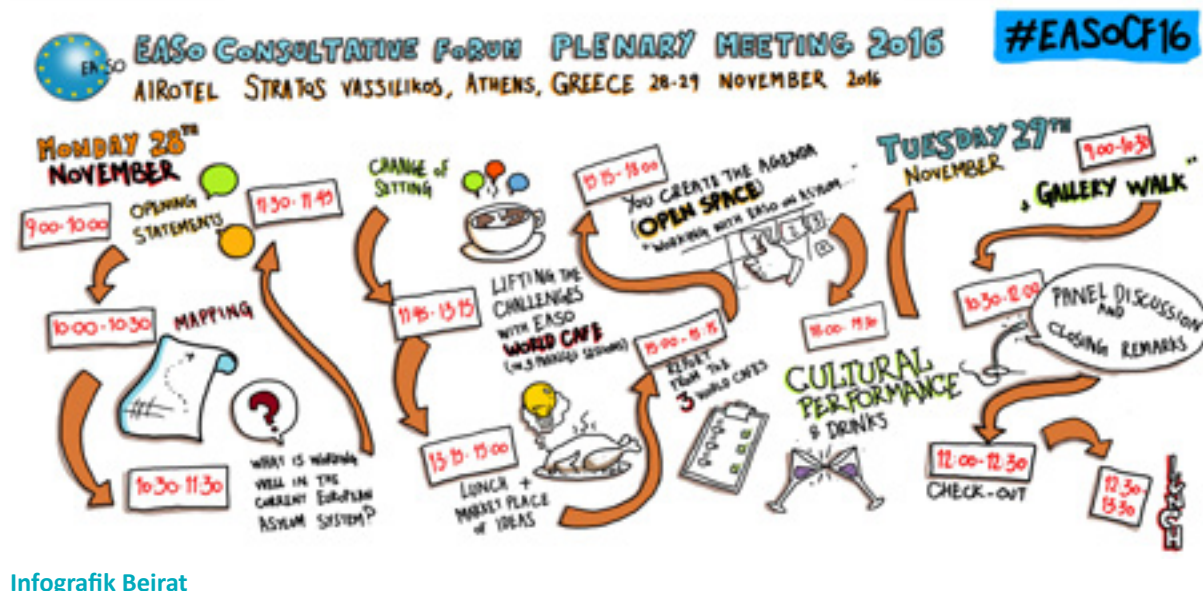 EASO
EASO CONSULTATIVE FORUM PLENARY MEETING 2016
#EASOCF16
AIROTEL STRATOS VASSILIKOS, ATHENS, GREECE 28-29 NOVEMBER 2016
MONDAY 28TH
NOVEMBER
9:00-10:00
OPENING
STATEMENTS
10:00-10:30
MAPPING
10:30-11:30
?
WHAT IS WORKING
WELL IN THE
CURRENT EUROPEAN
ASYLUM SYSTEM?
11:30-11:45
CHANGE OF
SETTING
11:45-13:15
LIFTING THE
CHALLENGES
WITH EASO
WORLD CAFE
(IN 3 PARALLEL SESSIONS)
13:15-15:00
LUNCH +
MARKET PLACE
OF IDEAS
15:00-15:15
REPORT
FROM THE
3 WORLD CAFES
15:15-18:00
YOU CREATE THE AGENDA
(OPEN SPACE)
"WORKING WITH EASO ON ASYLUM..."
CULTURAL
PERFORMANCE
& DRINKS
TUESDAY 29TH
NOVEMBER
9:00-10:30
GALLERY WALK"
10:30-12:00
PANEL DISCUSSION
AND
CLOSING REMARKS
12:00-12:30
CHECK-OUT
12:30-
13:30
LUNCH
Infografik Beirat